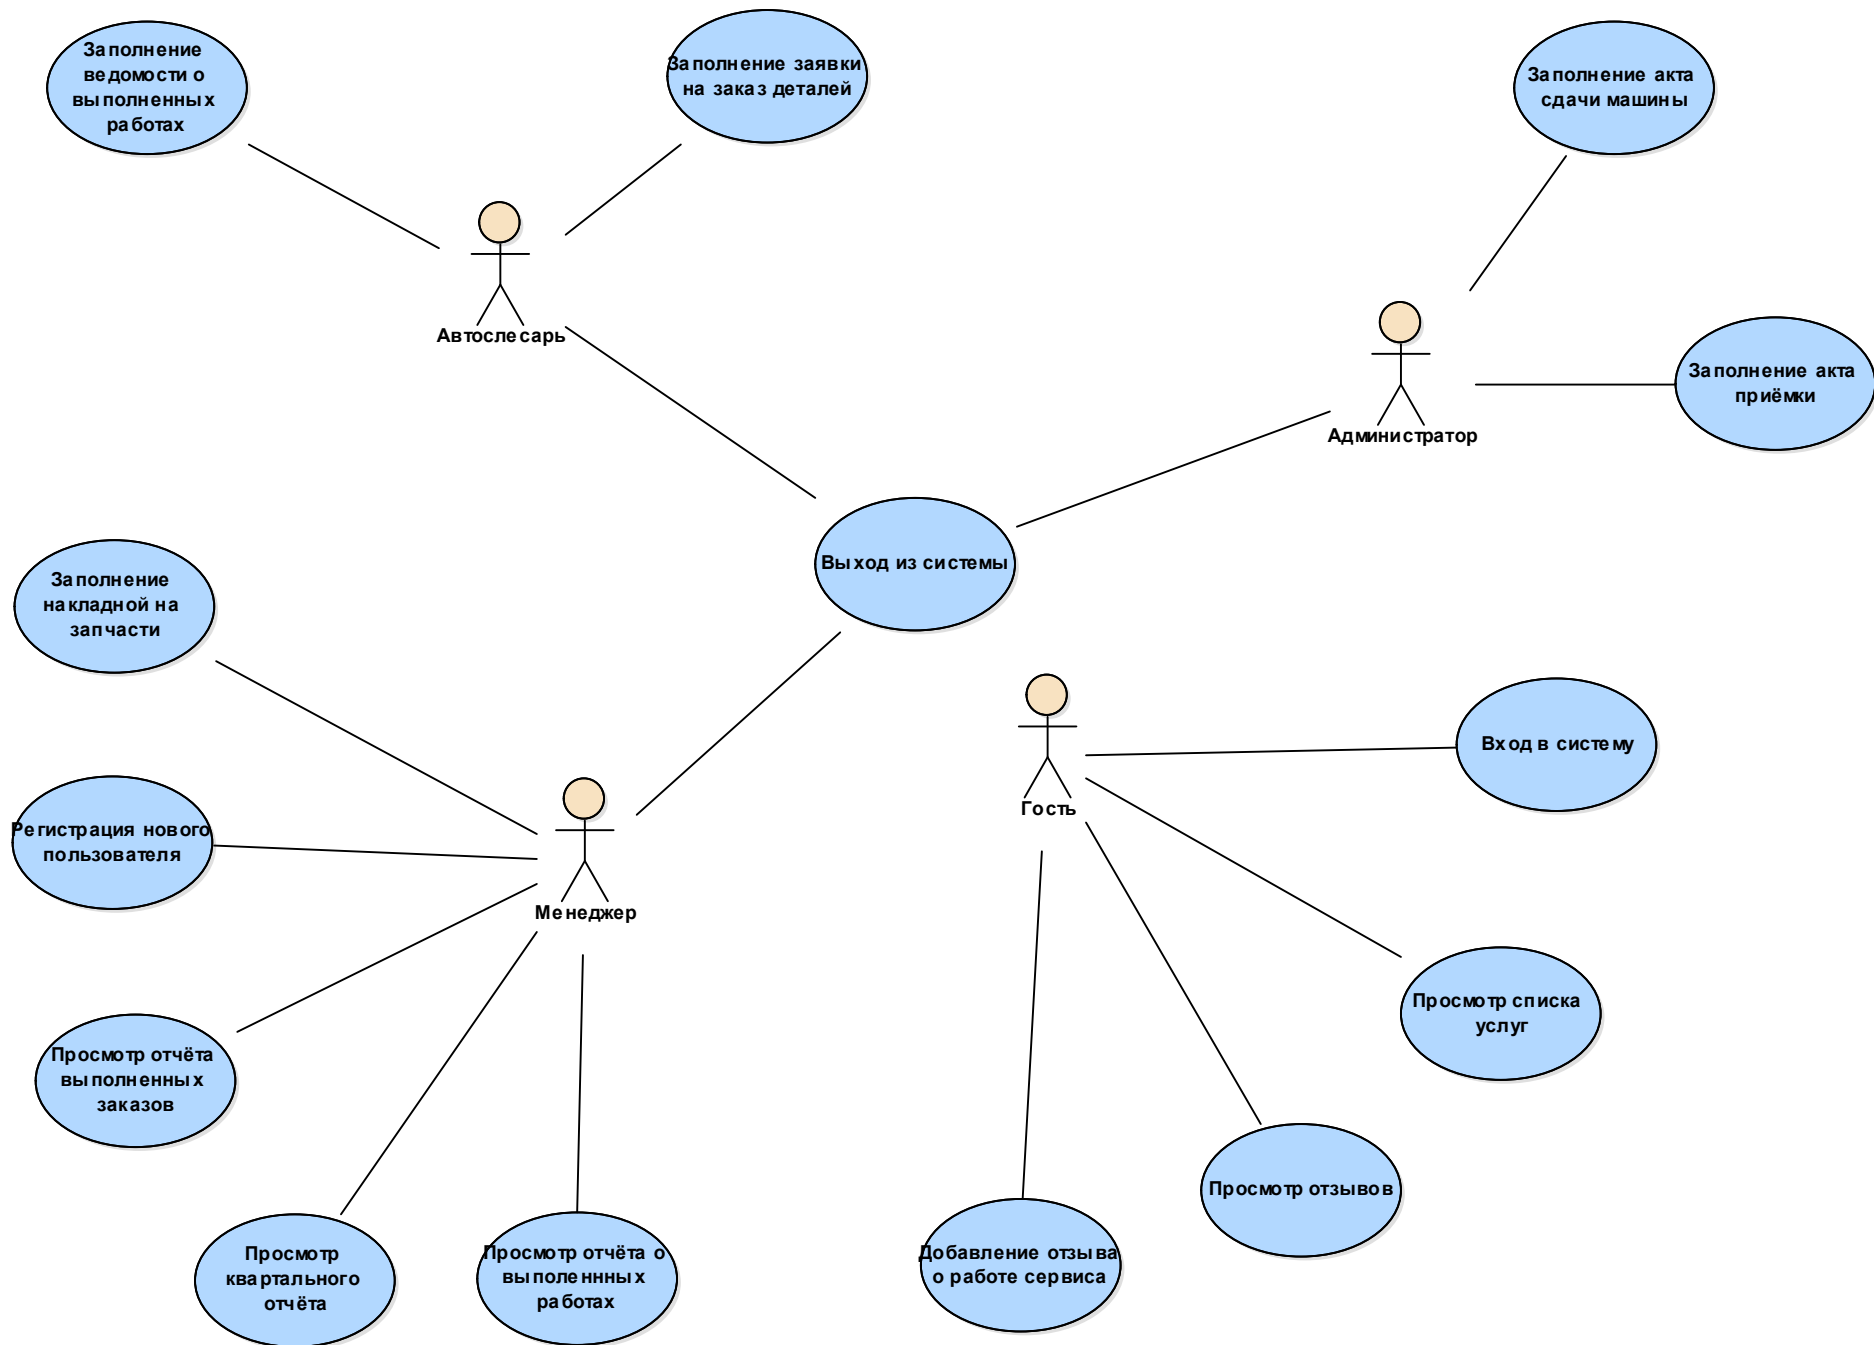 Заполнение
ведомости о
выполненных
работах
Заполнение заявки
на заказ деталей
Заполнение акта
сдачи машины
Автослесарь
Заполнение акта
приёмки
Администратор
Выход из системы
Заполнение
накладной на
запчасти
Вход в систему
Гость
Регистрация нового
пользователя
Менеджер
Просмотр списка
услуг
Просмотр отчёта
выполненных
заказов
Просмотр отзывов
Просмотр
квартального
отчёта
Просмотр отчёта о
выполеннных
работах
Добавление отзыва
о работе сервиса